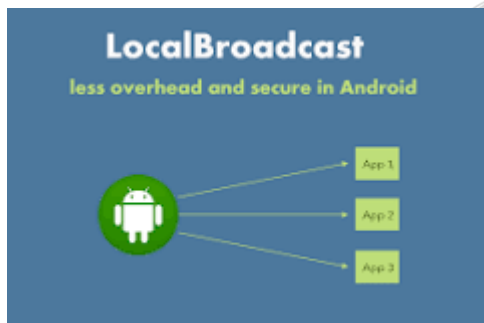 LocalBroadcast
less overhead and secure in Android
App 1
App 2
App 3